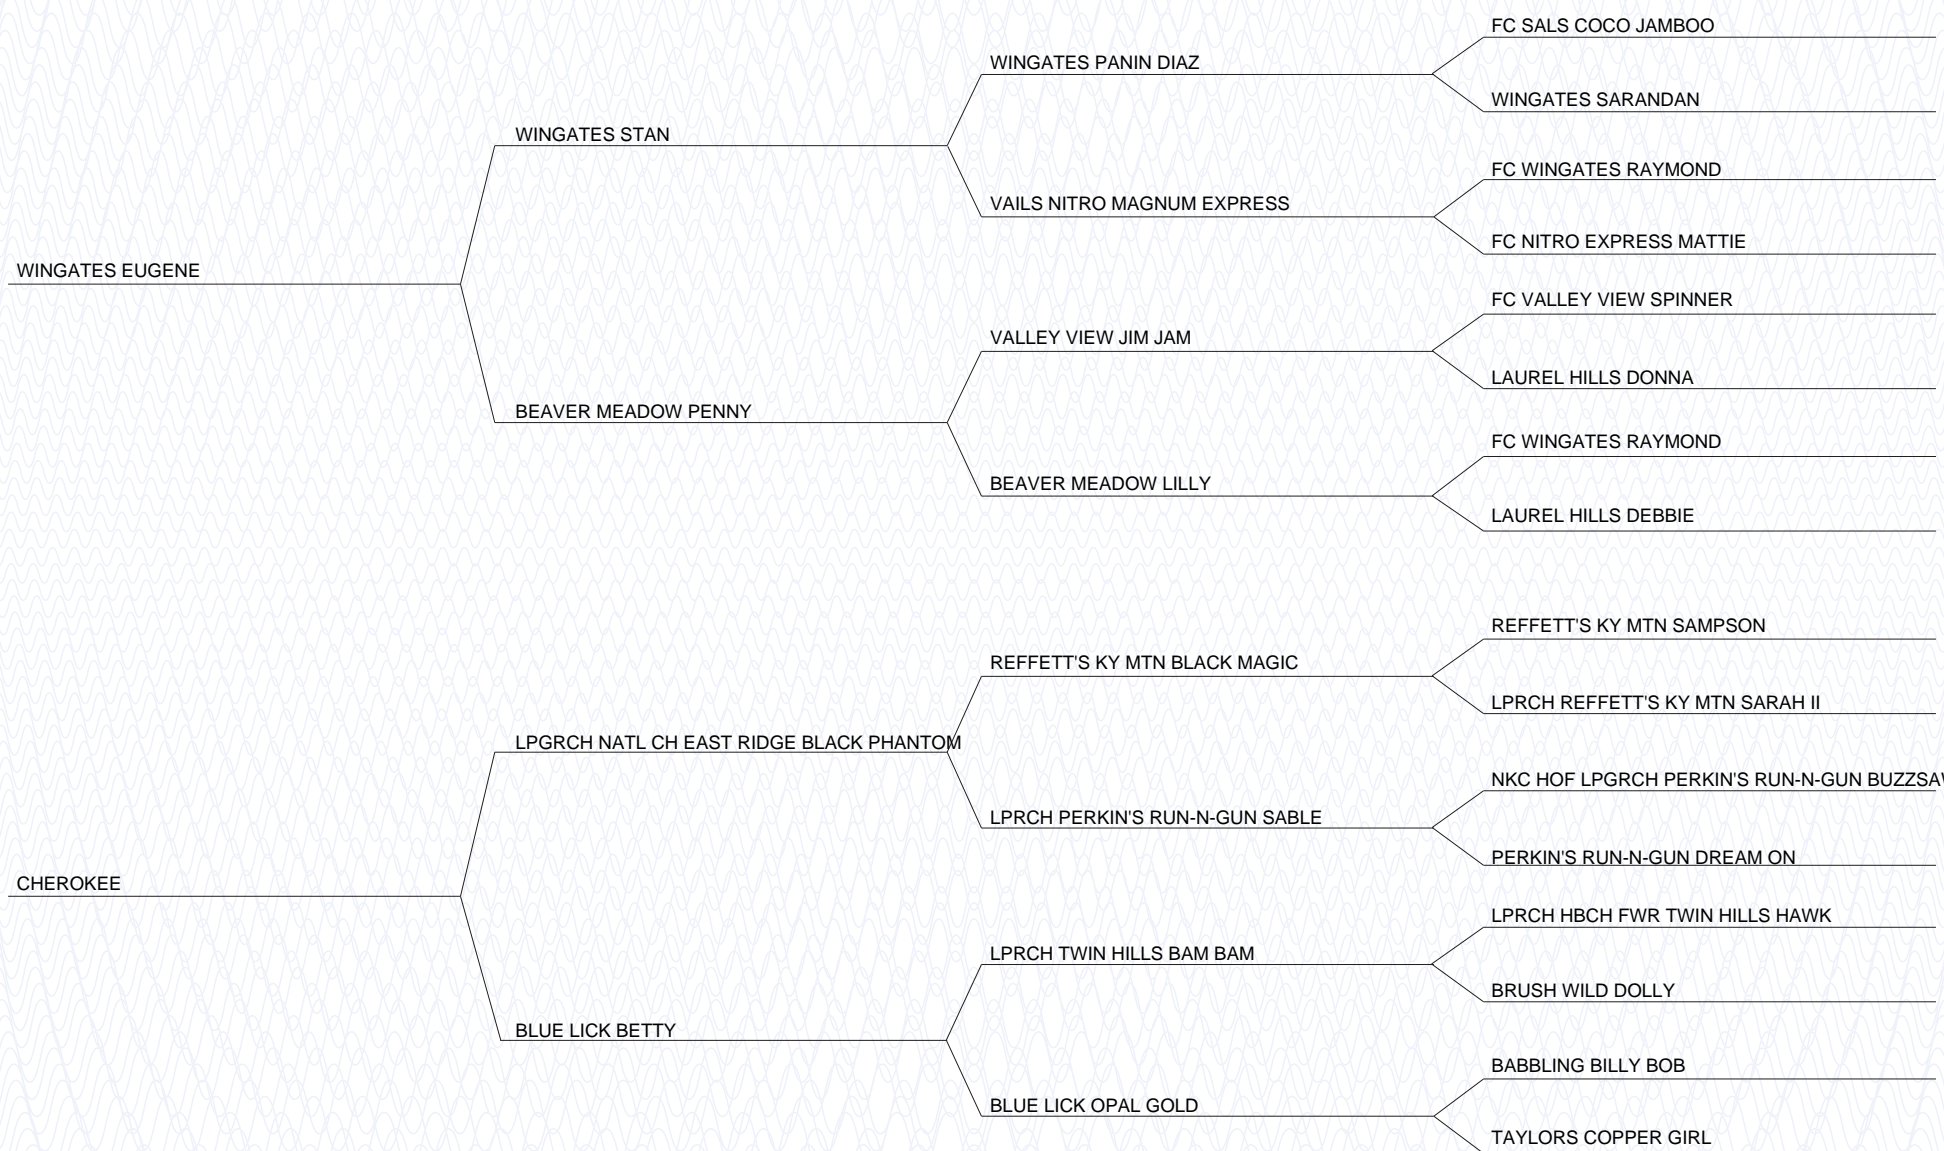 FC SALS COCO JAMBOO
WINGATES PANIN DIAZ
WINGATES SARANDAN
WINGATES STAN
FC WINGATES RAYMOND
VAILS NITRO MAGNUM EXPRESS
FC NITRO EXPRESS MATTIE
WINGATES EUGENE
FC VALLEY VIEW SPINNER
VALLEY VIEW JIM JAM
LAUREL HILLS DONNA
BEAVER MEADOW PENNY
FC WINGATES RAYMOND
BEAVER MEADOW LILLY
LAUREL HILLS DEBBIE
REFFETT'S KY MTN SAMPSON
REFFETT'S KY MTN BLACK MAGIC
LPRCH REFFETT'S KY MTN SARAH II
LPGRCH NATL CH EAST RIDGE BLACK PHANTOM
NKC HOF LPGRCH PERKIN'S RUN-N-GUN BUZZSAW
LPRCH PERKIN'S RUN-N-GUN SABLE
PERKIN'S RUN-N-GUN DREAM ON
CHEROKEE
LPRCH HBCH FWR TWIN HILLS HAWK
LPRCH TWIN HILLS BAM BAM
BRUSH WILD DOLLY
BLUE LICK BETTY
BABBLING BILLY BOB
BLUE LICK OPAL GOLD
TAYLORS COPPER GIRL